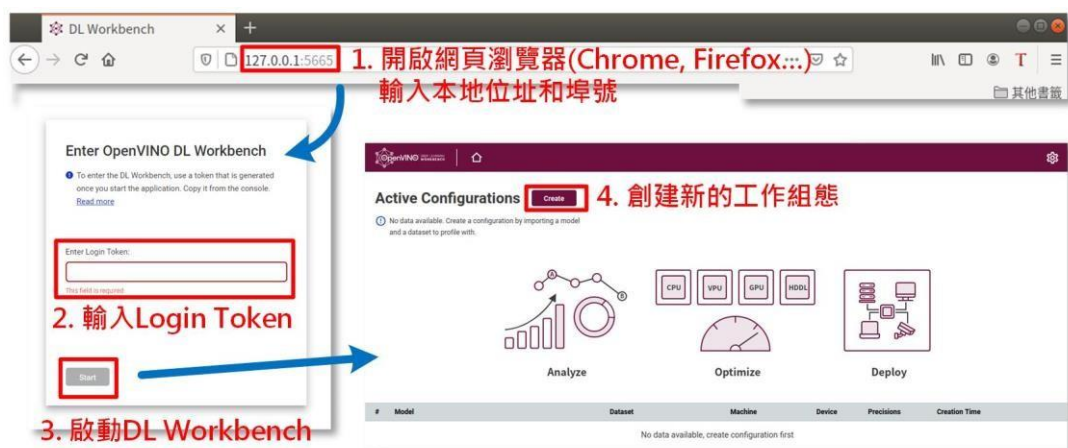 DL Workbench
127.0.0.1:5665
1. 開啟網頁瀏覽器(Chrome, Firefox...)
輸入本地位址和埠號
其他書籤
Enter OpenVINO DL Workbench
To enter the DL Workbench, use a token that is generated
once you start the application. Copy it from the console.
Read more
Enter Login Token:
This field is required
2. 輸入Login Token
Start
3. 啟動DL Workbench
OpenVINO
Active Configurations
Create
4. 創建新的工作組態
No data available. Create a configuration by importing a model
and a dataset to profile with.
CPU
VPU
GPU
HDDL
Analyze
Optimize
Deploy
# Model Dataset Machine Device Precisions Creation Time
No data available, create configuration first